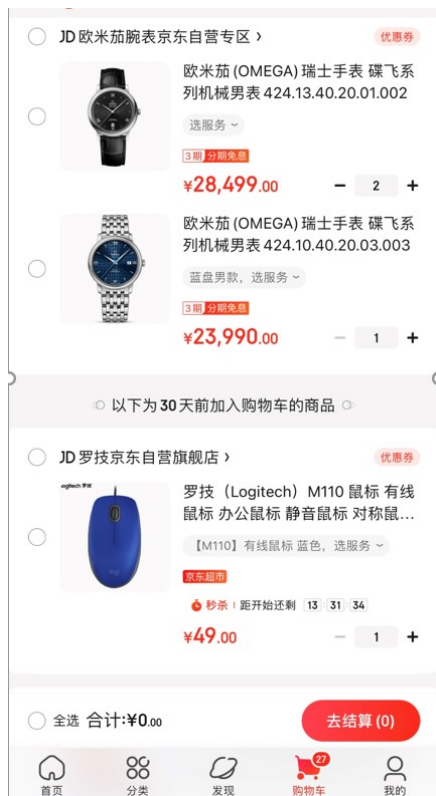 JD 欧米茄腕表京东自营专区 >
优惠券
欧米茄 (OMEGA) 瑞士手表 碟飞系
列机械男表 424.13.40.20.01.002
选服务
3期 分期免息
¥28,499.00
2
欧米茄 (OMEGA) 瑞士手表 碟飞系
列机械男表 424.10.40.20.03.003
蓝盘男款，选服务
3期 分期免息
¥23,990.00
1
以下为 30 天前加入购物车的商品
JD 罗技京东自营旗舰店 >
优惠券
罗技（Logitech）M110 鼠标 有线
鼠标 办公鼠标 静音鼠标 对称鼠...
【M110】有线鼠标 蓝色，选服务
京东超市
秒杀 距开始还剩 13 31 34
¥49.00
1
全选 合计:¥0.00
去结算 (0)
27
首页 分类 发现 购物车 我的